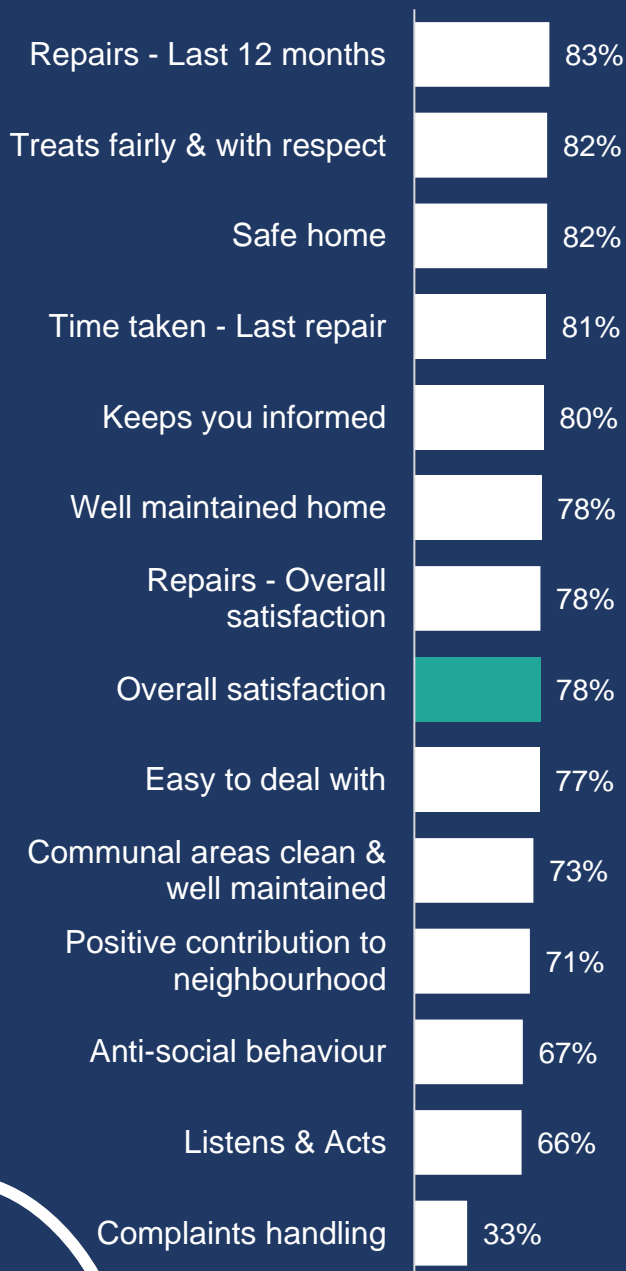 Repairs - Last 12 months 83%
Treats fairly & with respect 82%
Safe home 82%
Time taken - Last repair 81%
Keeps you informed 80%
Well maintained home 78%
Repairs - Overall
satisfaction 78%
Overall satisfaction 78%
Easy to deal with 77%
Communal areas clean &
well maintained 73%
Positive contribution to
neighbourhood 71%
Anti-social behaviour 67%
Listens & Acts 66%
Complaints handling 33%